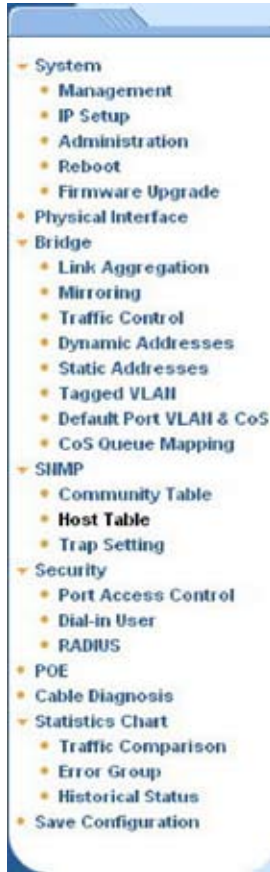 System
Management
IP Setup
Administration
Reboot
Firmware Upgrade
Physical Interface
Bridge
Link Aggregation
Mirroring
Traffic Control
Dynamic Addresses
Static Addresses
Tagged VLAN
Default Port VLAN & CoS
CoS Queue Mapping
SNMP
Community Table
Host Table
Trap Setting
Security
Port Access Control
Dial-in User
RADIUS
POE
Cable Diagnosis
Statistics Chart
Traffic Comparison
Error Group
Historical Status
Save Configuration